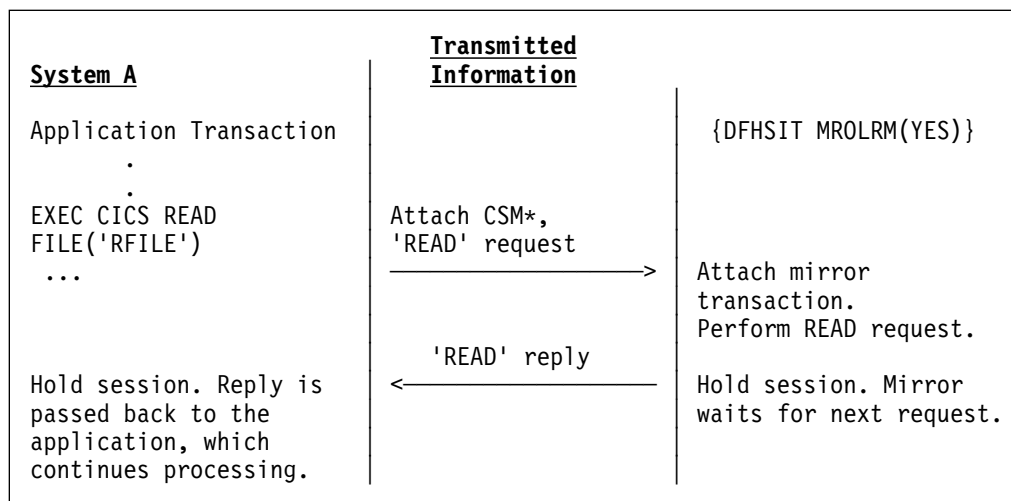 Transmitted
System A Information
Application Transaction {DFHSIT MROLRM(YES)}
.
.
EXEC CICS READ Attach CSM*,
FILE('RFILE') 'READ' request
... Attach mirror
transaction.
Perform READ request.
'READ' reply
Hold session. Reply is Hold session. Mirror
passed back to the waits for next request.
application, which
continues processing.